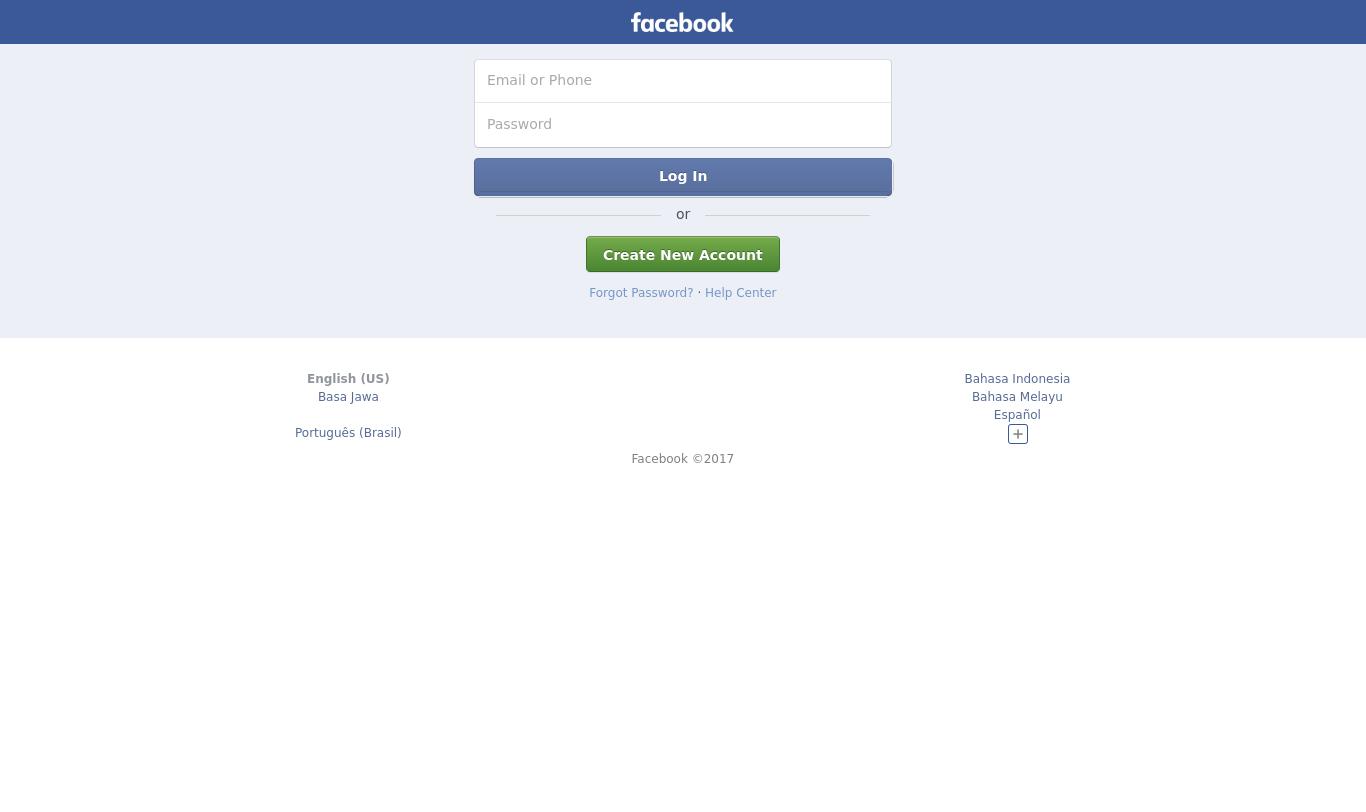 facebook
Email or Phone
Password
Log In
or
Create New Account
Forgot Password? · Help Center
English (US)
Basa Jawa
Português (Brasil)
Bahasa Indonesia
Bahasa Melayu
Español
+
Facebook ©2017